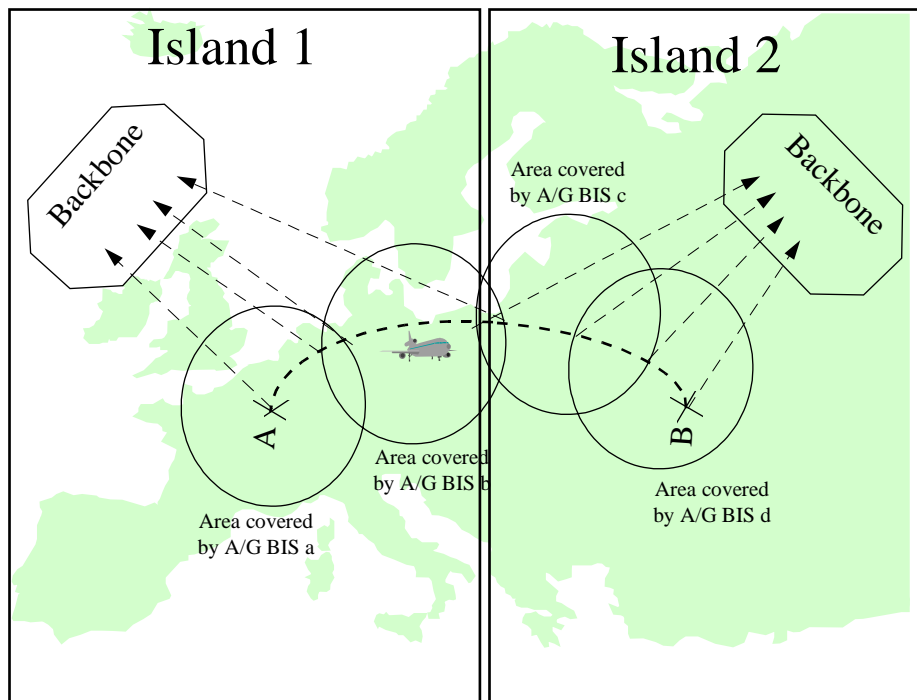 Island 1
Island 2
Backbone
Backbone
Area covered
by A/G BIS c
A
B
Area covered
by A/G BIS b
Area covered
by A/G BIS d
Area covered
by A/G BIS a